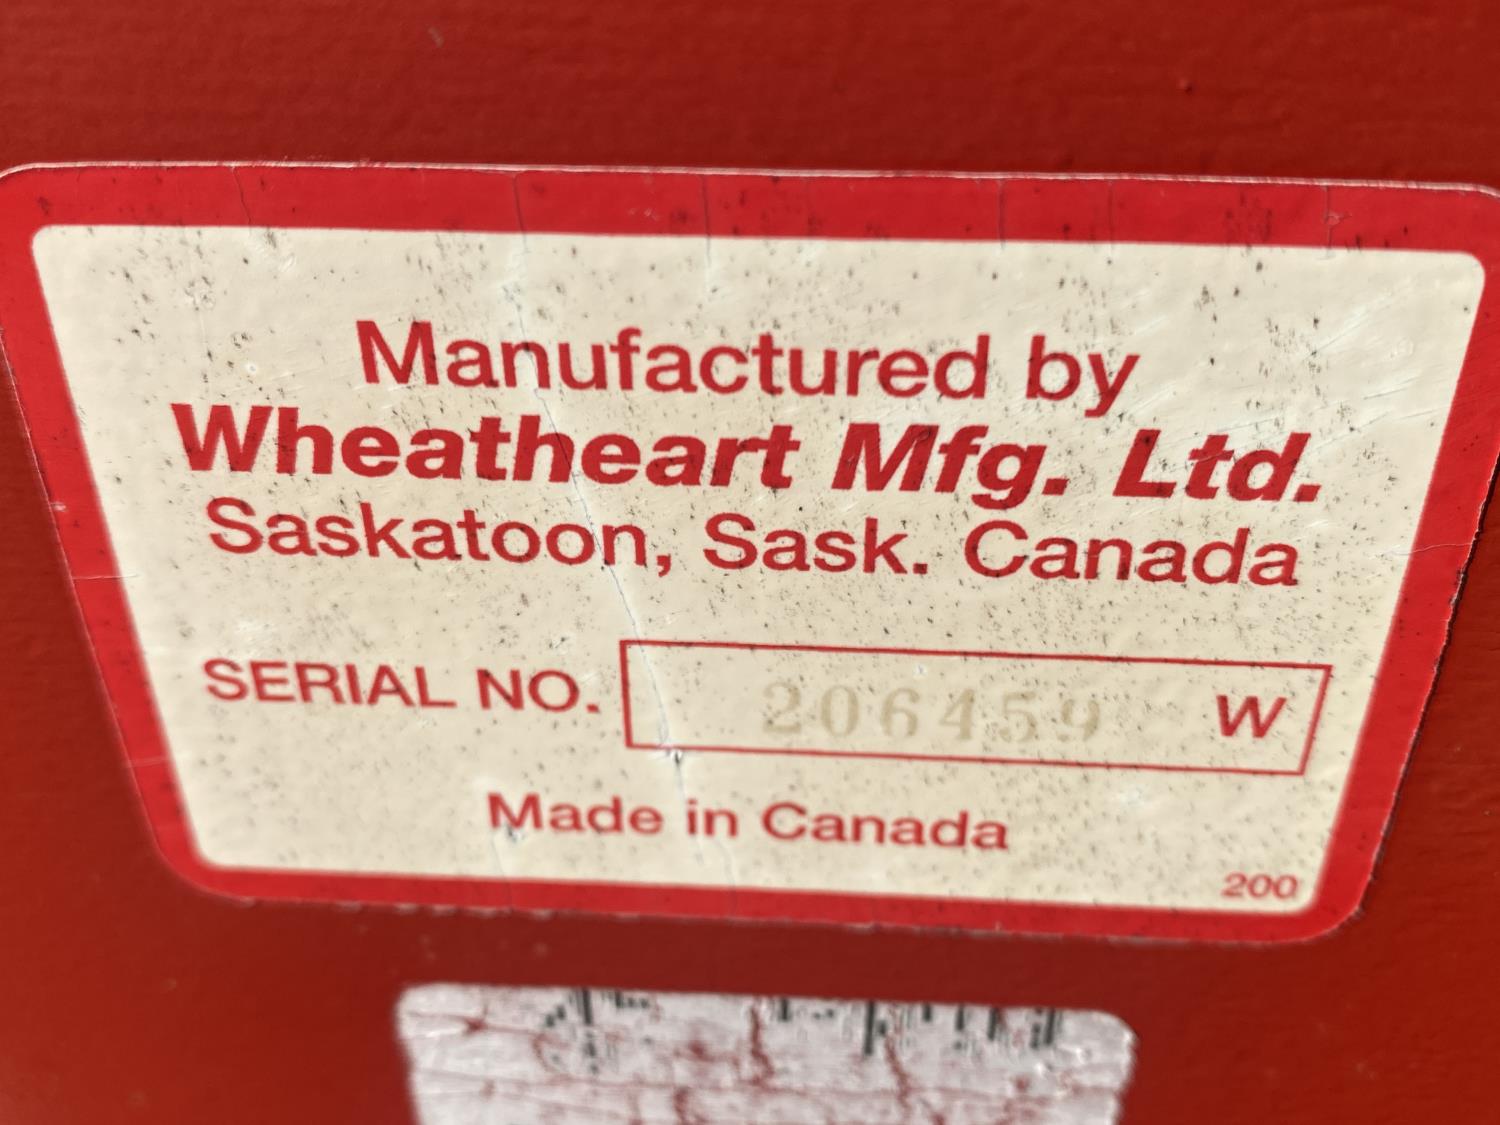 Manufactured by
Wheatheart Mfg. Ltd.
Saskatoon, Sask. Canada
SERIAL NO. 206459 W
Made in Canada
200